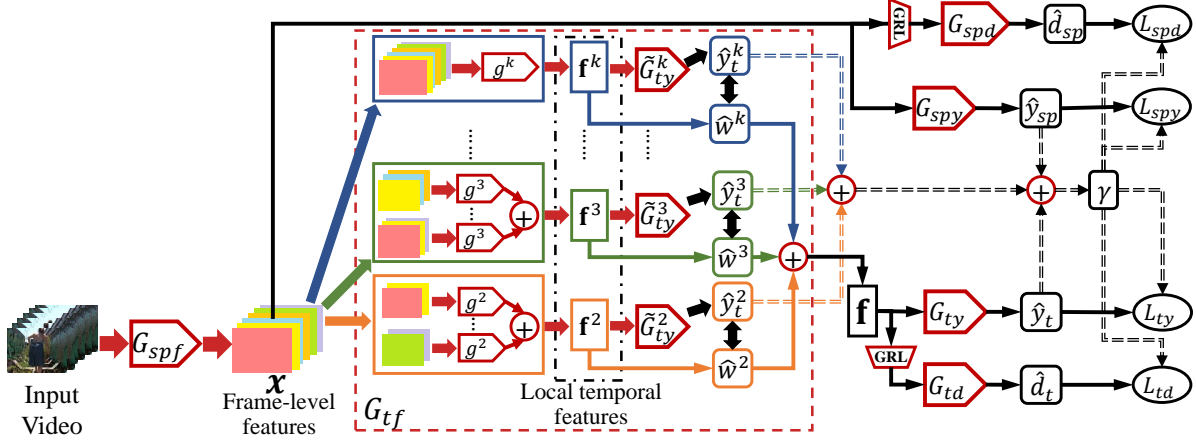 GRL
G_spd
d̂_sp
L_spd
g^k
f^k
G̃_ty^k
ŷ_t^k
ŵ^k
G_spy
ŷ_sp
L_spy
g^3
g^3
+
f^3
G̃_ty^3
ŷ_t^3
ŵ^3
+
+
+
γ
g^2
g^2
+
f^2
G̃_ty^2
ŷ_t^2
ŵ^2
f
G_ty
ŷ_t
L_ty
GRL
G_td
d̂_t
L_td
G_spf
x
Input
Video
Frame-level
features
G_tf
Local temporal
features